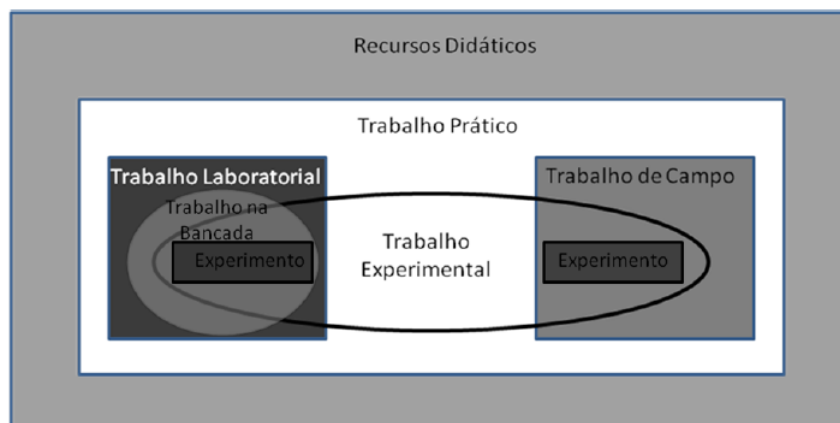 Recursos Didáticos
Trabalho Prático
Trabalho Laboratorial
Trabalho de Campo
Trabalho na
Bancada
Experimento
Trabalho
Experimental
Experimento